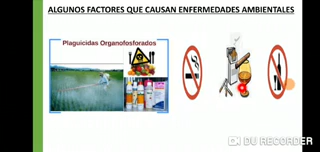 ALGUNOS FACTORES QUE CAUSAN ENFERMEDADES AMBIENTALES
Plaguicidas Organofosforados
DU RECORDER